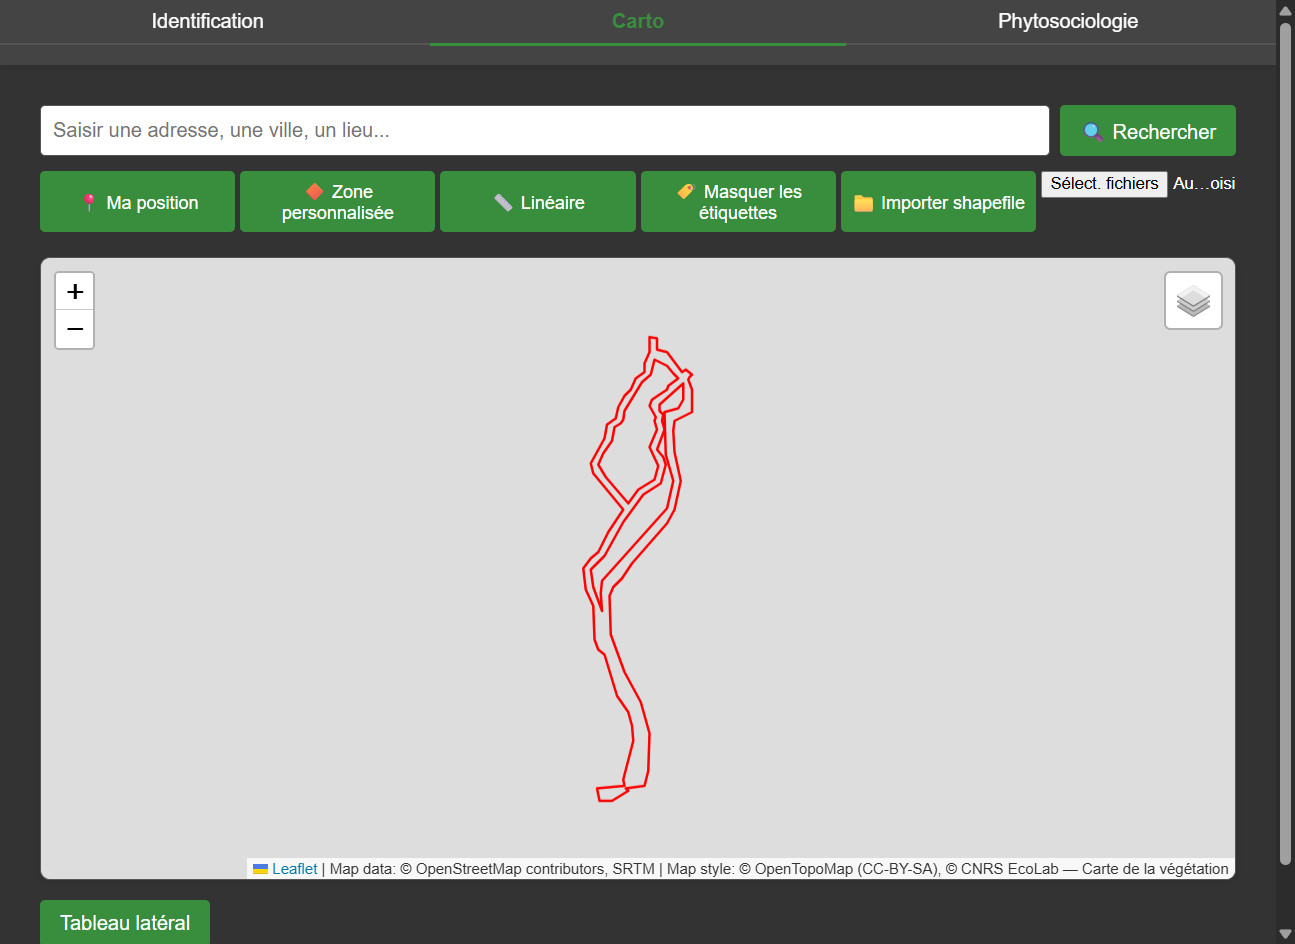 Identification
Carto
Phytosociologie
Saisir une adresse, une ville, un lieu...
Rechercher
Ma position
Zone
personnalisée
Linéaire
Masquer les
étiquettes
Importer shapefile
Sélect. fichiers
Au…oisi
+
−
Leaflet | Map data: © OpenStreetMap contributors, SRTM | Map style: © OpenTopoMap (CC-BY-SA), © CNRS EcoLab — Carte de la végétation
Tableau latéral